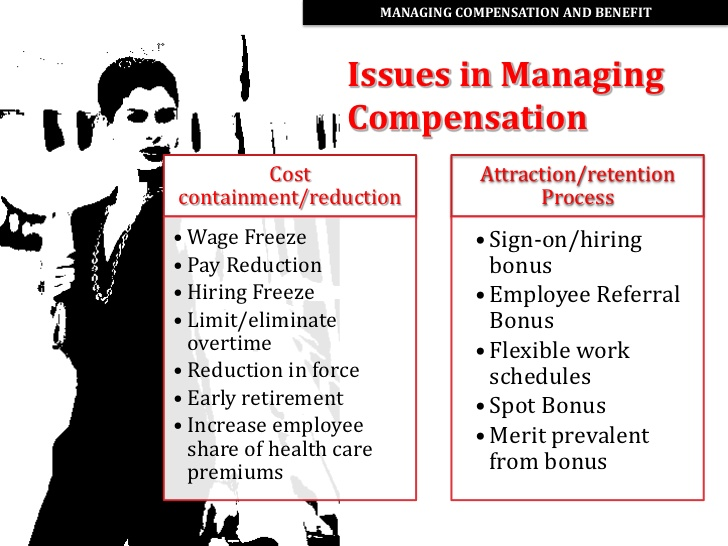 MANAGING COMPENSATION AND BENEFIT
Issues in Managing
Compensation
Cost
containment/reduction
• Wage Freeze
• Pay Reduction
• Hiring Freeze
• Limit/eliminate
overtime
• Reduction in force
• Early retirement
• Increase employee
share of health care
premiums
Attraction/retention
Process
• Sign-on/hiring
bonus
• Employee Referral
Bonus
• Flexible work
schedules
• Spot Bonus
• Merit prevalent
from bonus